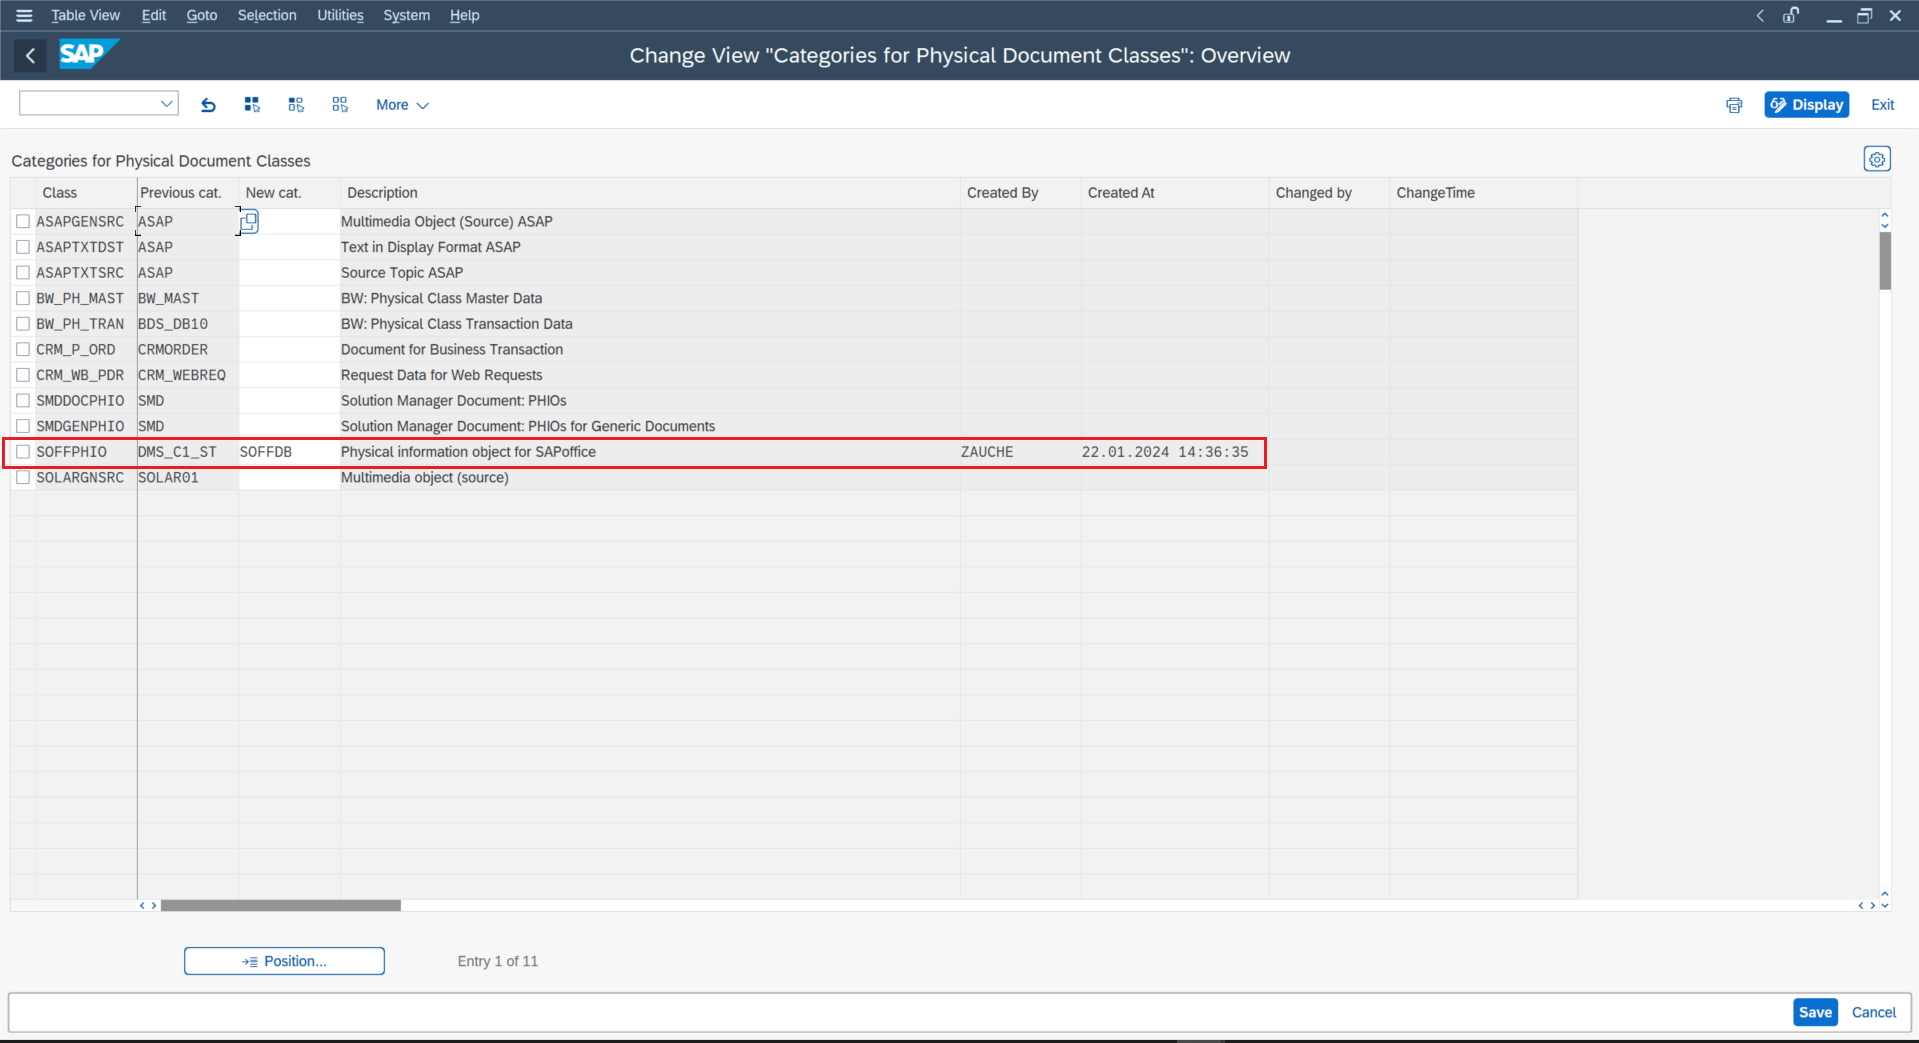 Table View Edit Goto Selection Utilities System Help
SAP
Change View "Categories for Physical Document Classes": Overview
More
Display Exit
Categories for Physical Document Classes
Class Previous cat. New cat. Description Created By Created At Changed by ChangeTime
ASAPGENSRC ASAP Multimedia Object (Source) ASAP
ASAPTXTDST ASAP Text in Display Format ASAP
ASAPTXTSRC ASAP Source Topic ASAP
BW_PH_MAST BW_MAST BW: Physical Class Master Data
BW_PH_TRAN BDS_DB10 BW: Physical Class Transaction Data
CRM_P_ORD CRMORDER Document for Business Transaction
CRM_WB_PDR CRM_WEBREQ Request Data for Web Requests
SMDDOCPHIO SMD Solution Manager Document: PHIOs
SMDGENPHIO SMD Solution Manager Document: PHIOs for Generic Documents
SOFFPHIO DMS_C1_ST SOFFDB Physical information object for SAPoffice ZAUCHE 22.01.2024 14:36:35
SOLARGNSRC SOLAR01 Multimedia object (source)
Position... Entry 1 of 11
Save Cancel